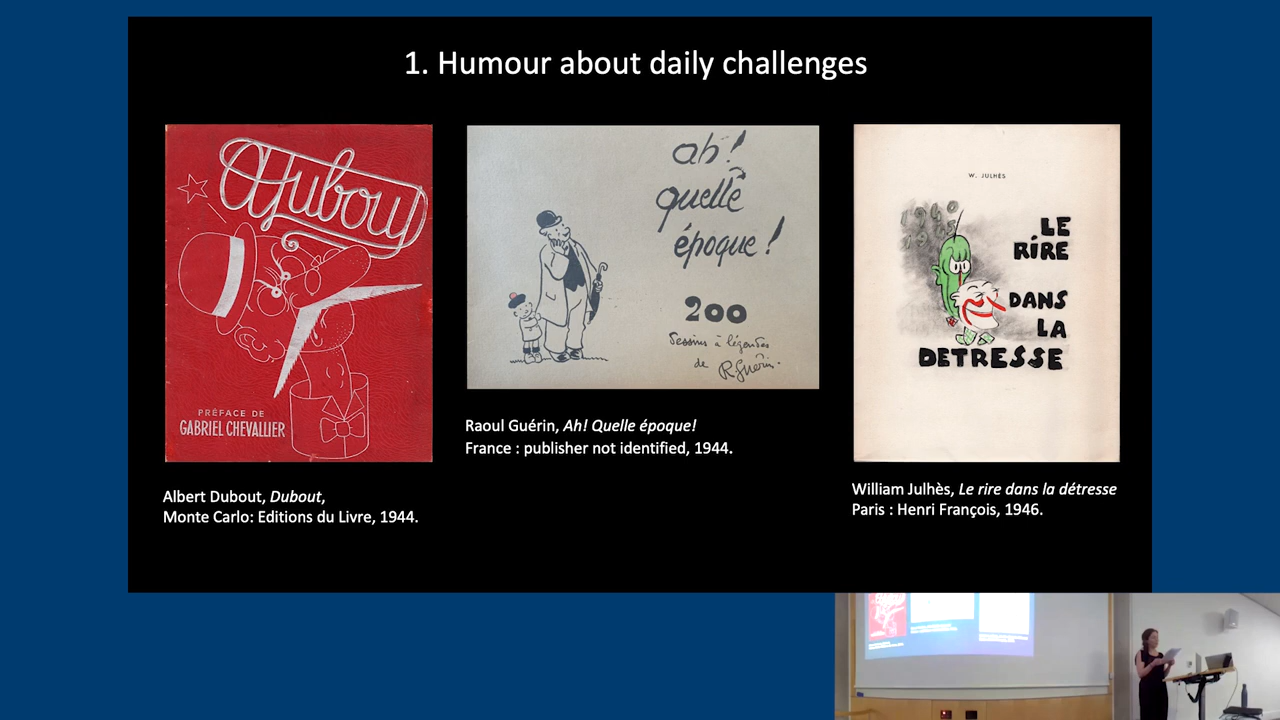 1. Humour about daily challenges
Dubout
PRÉFACE DE
GABRIEL CHEVALLIER
Albert Dubout, Dubout,
Monte Carlo: Editions du Livre, 1944.
ah!
quelle
époque!
200
dessins à légendes
de R. Guérin.
Raoul Guérin, Ah! Quelle époque!
France : publisher not identified, 1944.
W. JULHÈS
1940
1945
LE
RIRE
DANS
LA
DETRESSE
William Julhès, Le rire dans la détresse
Paris : Henri François, 1946.